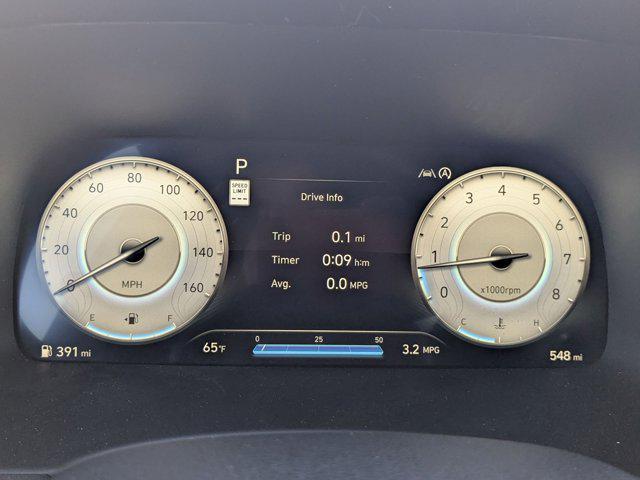 P
SPEED LIMIT ---
Drive Info
Trip 0.1 mi
Timer 0:09 h:m
Avg. 0.0 MPG
0 20 40 60 80 100 120 140 160
MPH
E F
0 1 2 3 4 5 6 7 8
x1000rpm
C H
A
391 mi
65°F
0 25 50
3.2 MPG
548 mi